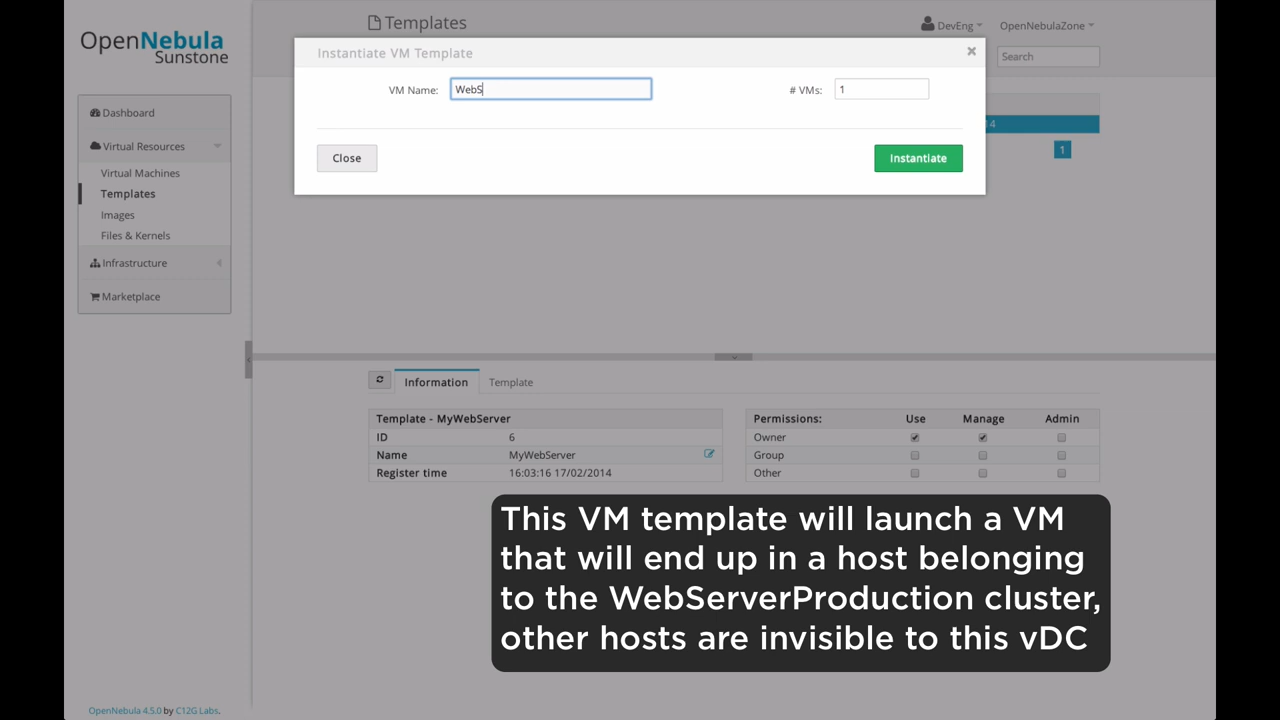 OpenNebula
Sunstone
Templates
DevEng
OpenNebulaZone
Search
Instantiate VM Template
×
VM Name: WebS
# VMs: 1
Close
Instantiate
14
1
Dashboard
Virtual Resources
Virtual Machines
Templates
Images
Files & Kernels
Infrastructure
Marketplace
Information
Template
Template - MyWebServer
ID 6
Name MyWebServer
Register time 16:03:16 17/02/2014
Permissions: Use Manage Admin
Owner
Group
Other
This VM template will launch a VM
that will end up in a host belonging
to the WebServerProduction cluster,
other hosts are invisible to this vDC
OpenNebula 4.5.0 by C12G Labs.